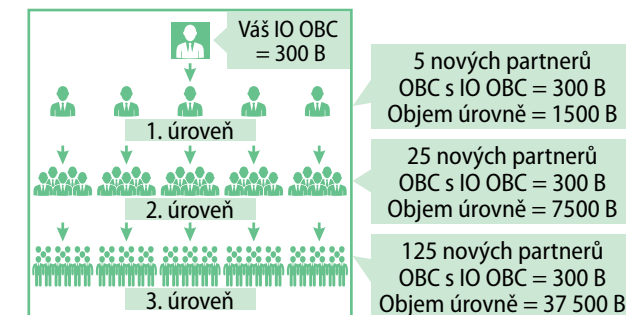 Váš IO OBC
= 300 B
5 nových partnerů
OBC s IO OBC = 300 B
Objem úrovně = 1500 B
1. úroveň
25 nových partnerů
OBC s IO OBC = 300 B
Objem úrovně = 7500 B
2. úroveň
125 nových partnerů
OBC s IO OBC = 300 B
Objem úrovně = 37 500 B
3. úroveň